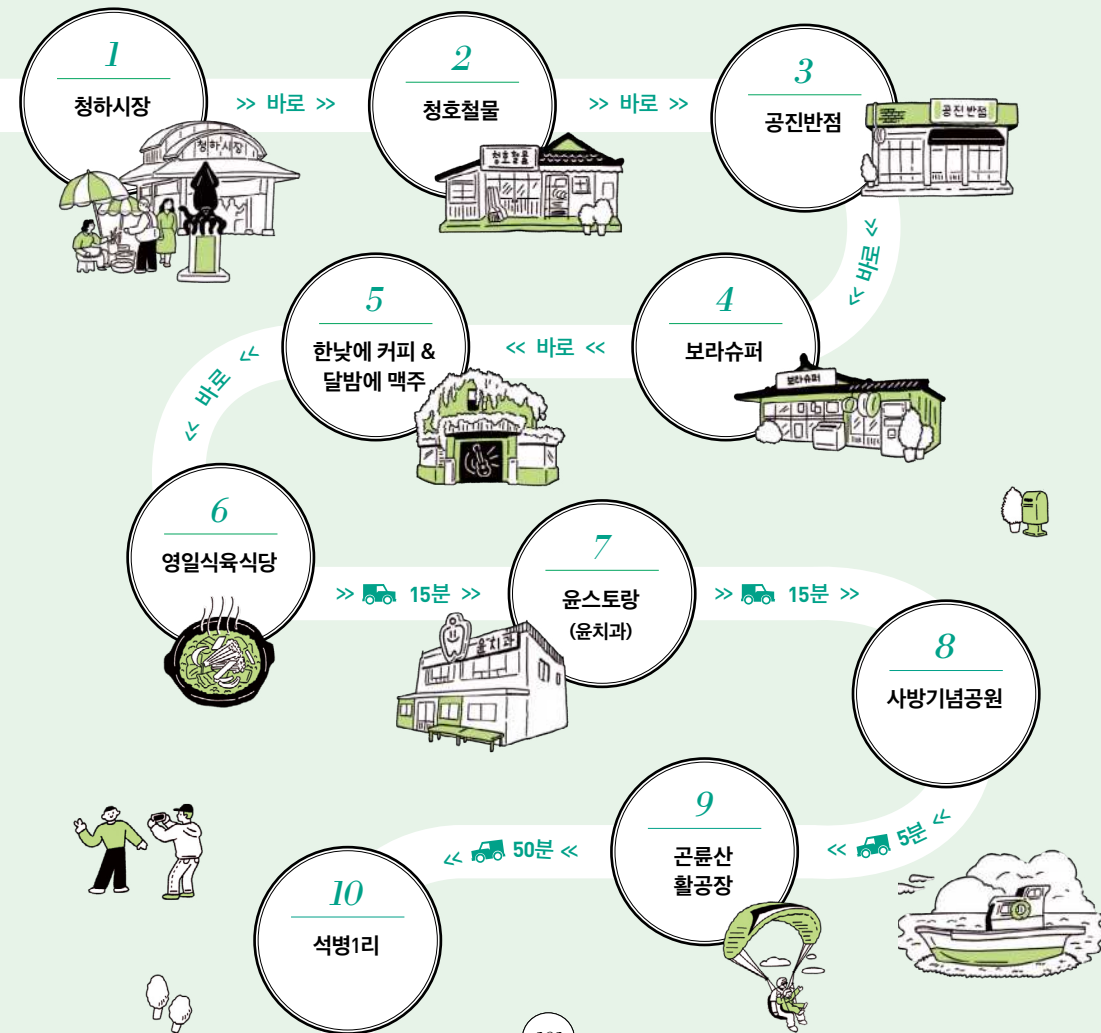 1
청하시장
청하시장
>> 바로 >>
2
청호철물
청호철물
>> 바로 >>
3
공진반점
공진반점
>> 바로 >>
4
보라슈퍼
보라슈퍼
<< 바로 <<
5
한낮에 커피 &
달밤에 맥주
<< 바로 <<
6
영일식육식당
>> 15분 >>
7
윤스토랑
(윤치과)
윤치과
>> 15분 >>
8
사방기념공원
<< 5분 <<
9
곤륜산
활공장
<< 50분 <<
10
석병1리